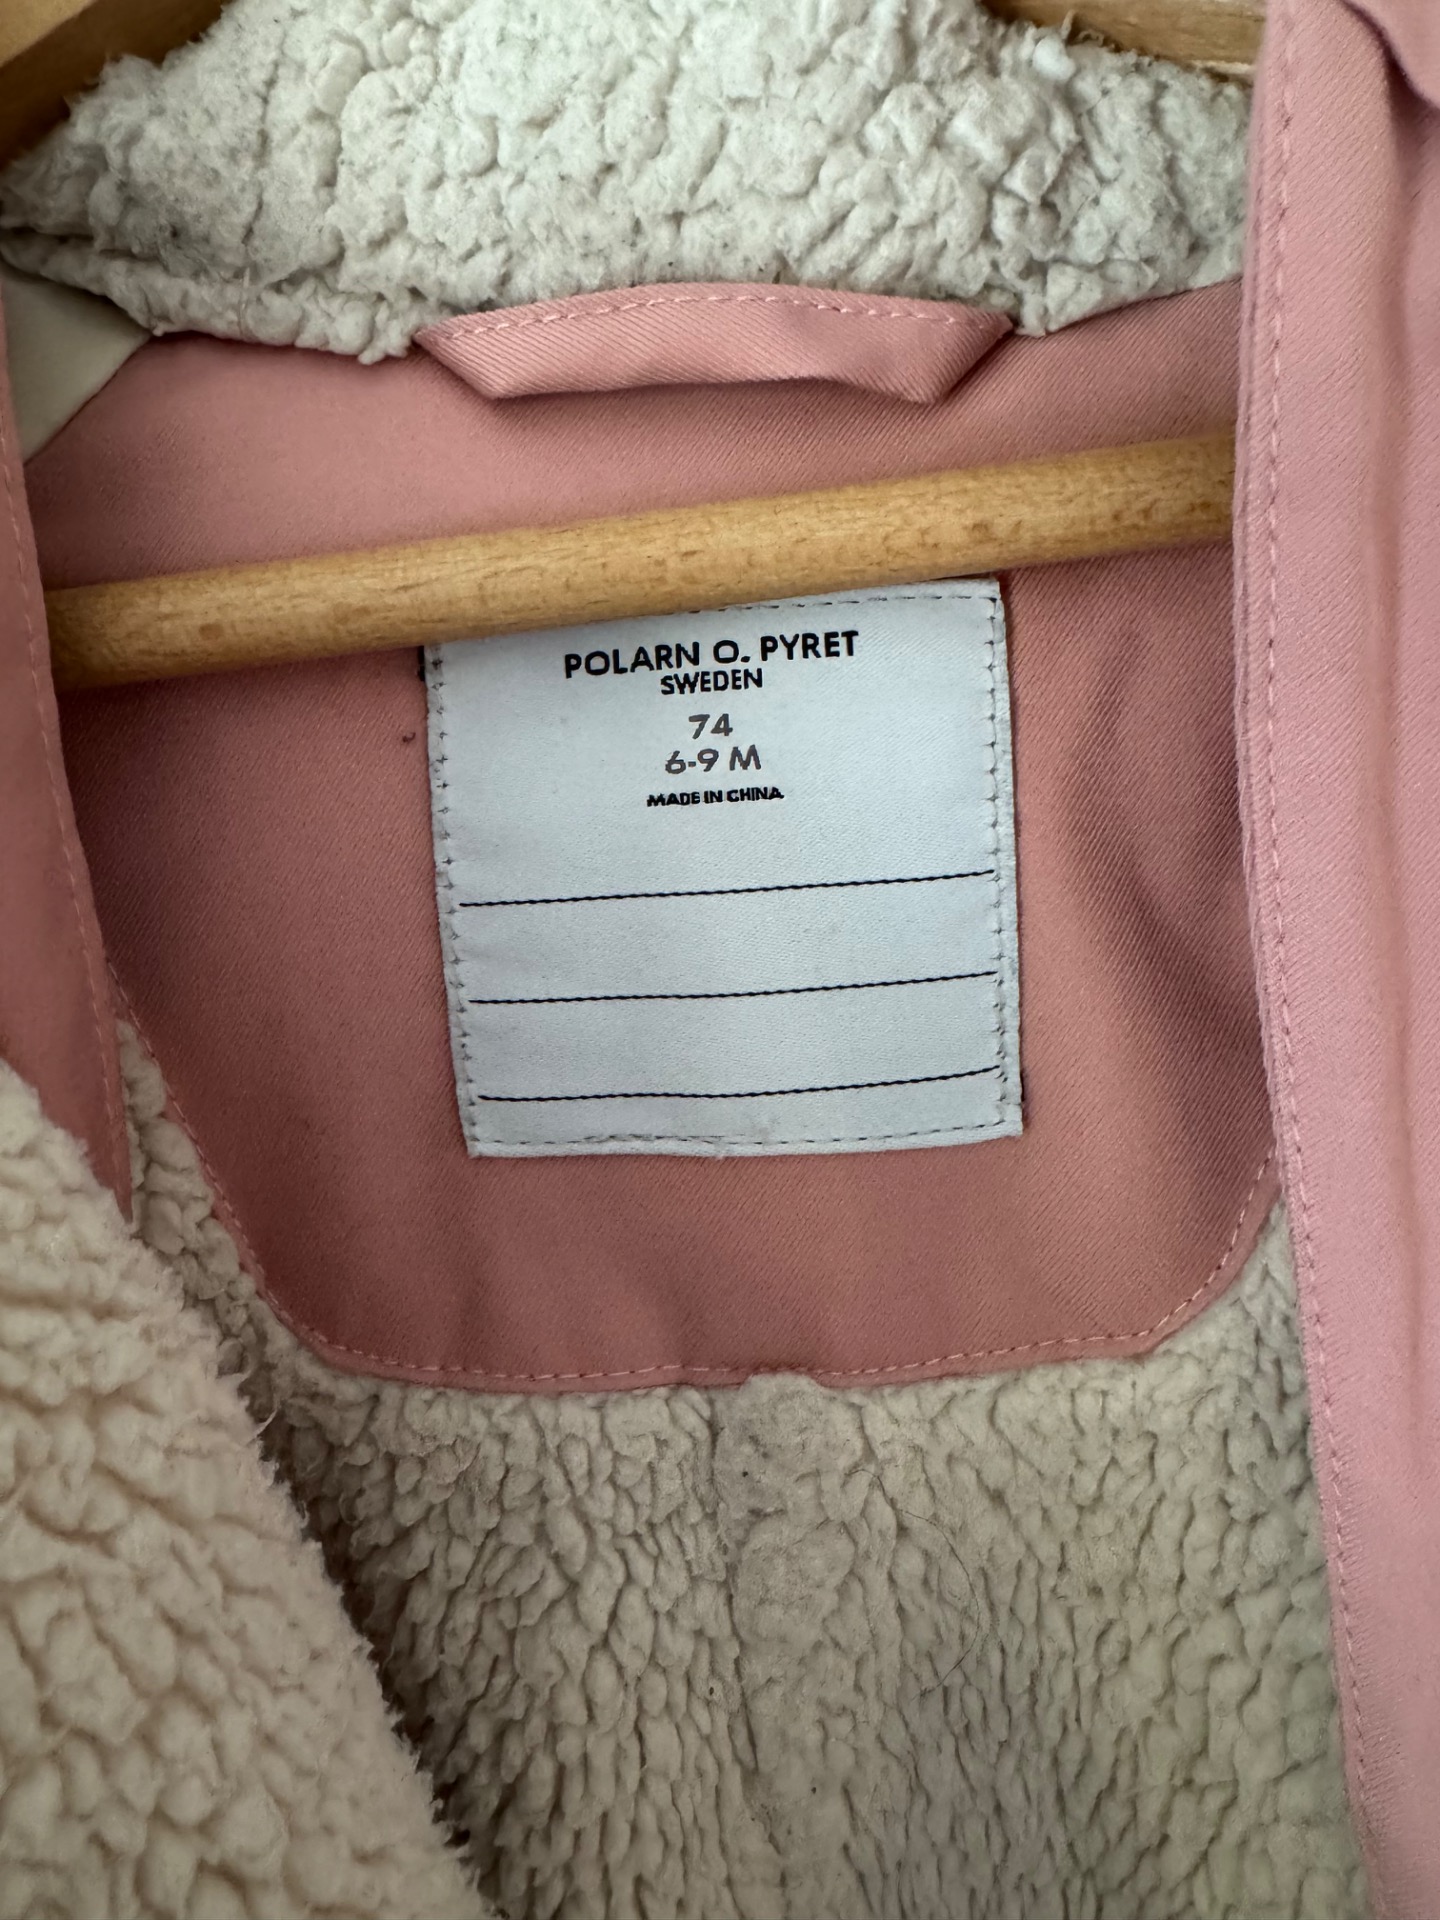 POLARN O. PYRET
SWEDEN
74
6-9 M
MADE IN CHINA